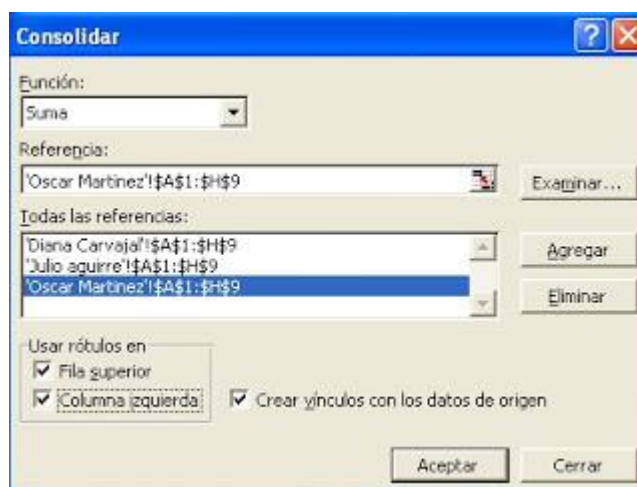 Consolidar
Función:
Suma
Referencia:
'Oscar Martinez'!$A$1:$H$9
Examinar...
Todas las referencias:
'Diana Carvajal'!$A$1:$H$9
'Julio aguirre'!$A$1:$H$9
'Oscar Martinez'!$A$1:$H$9
Agregar
Eliminar
Usar rótulos en
Fila superior
Columna izquierda
Crear vínculos con los datos de origen
Aceptar
Cerrar